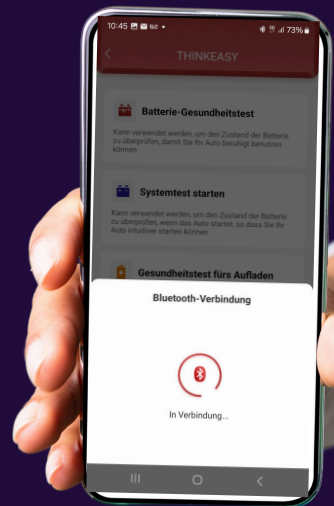 10:45
73%
THINKEASY
Batterie-Gesundheitstest
Kann verwendet werden, um den Zustand der Batterie
zu überprüfen, damit Sie Ihr Auto beruhigt benutzen
können
Systemtest starten
Kann verwendet werden, um den Zustand der Batterie
zu überprüfen, wenn das Auto startet, so dass Sie Ihr
Auto intuitiver starten können
Gesundheitstest fürs Aufladen
Bluetooth-Verbindung
In Verbindung...